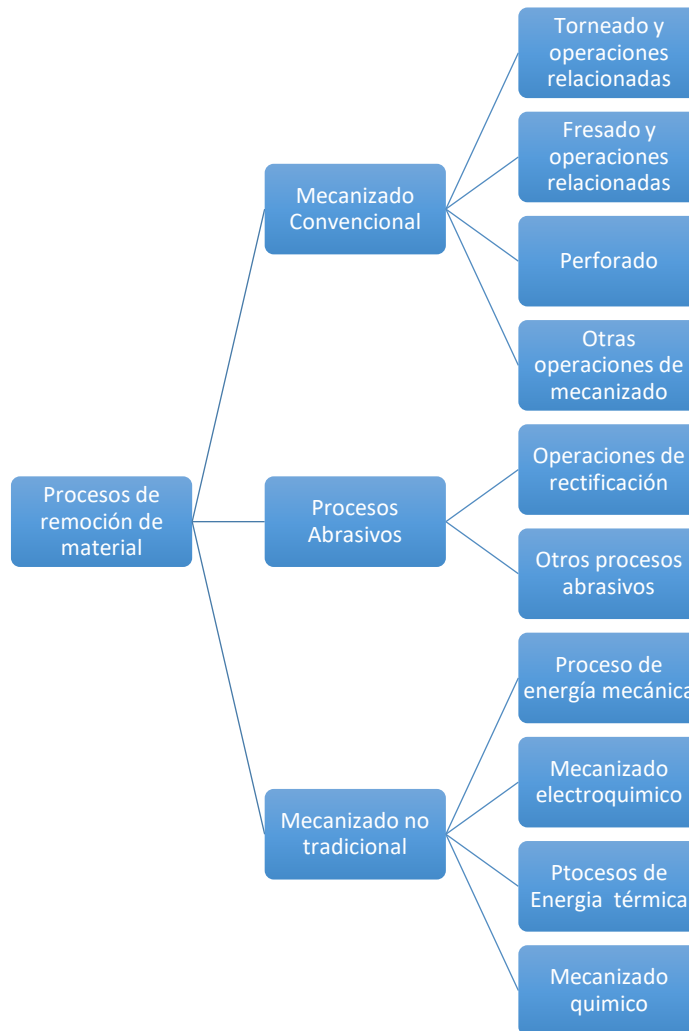 Torneado y
operaciones
relacionadas
Fresado y
operaciones
relacionadas
Mecanizado
Convencional
Perforado
Otras
operaciones de
mecanizado
Operaciones de
rectificación
Procesos de
remoción de
material
Procesos
Abrasivos
Otros procesos
abrasivos
Proceso de
energía mecánica
Mecanizado
electroquimico
Mecanizado no
tradicional
Ptocesos de
Energia térmica
Mecanizado
quimico